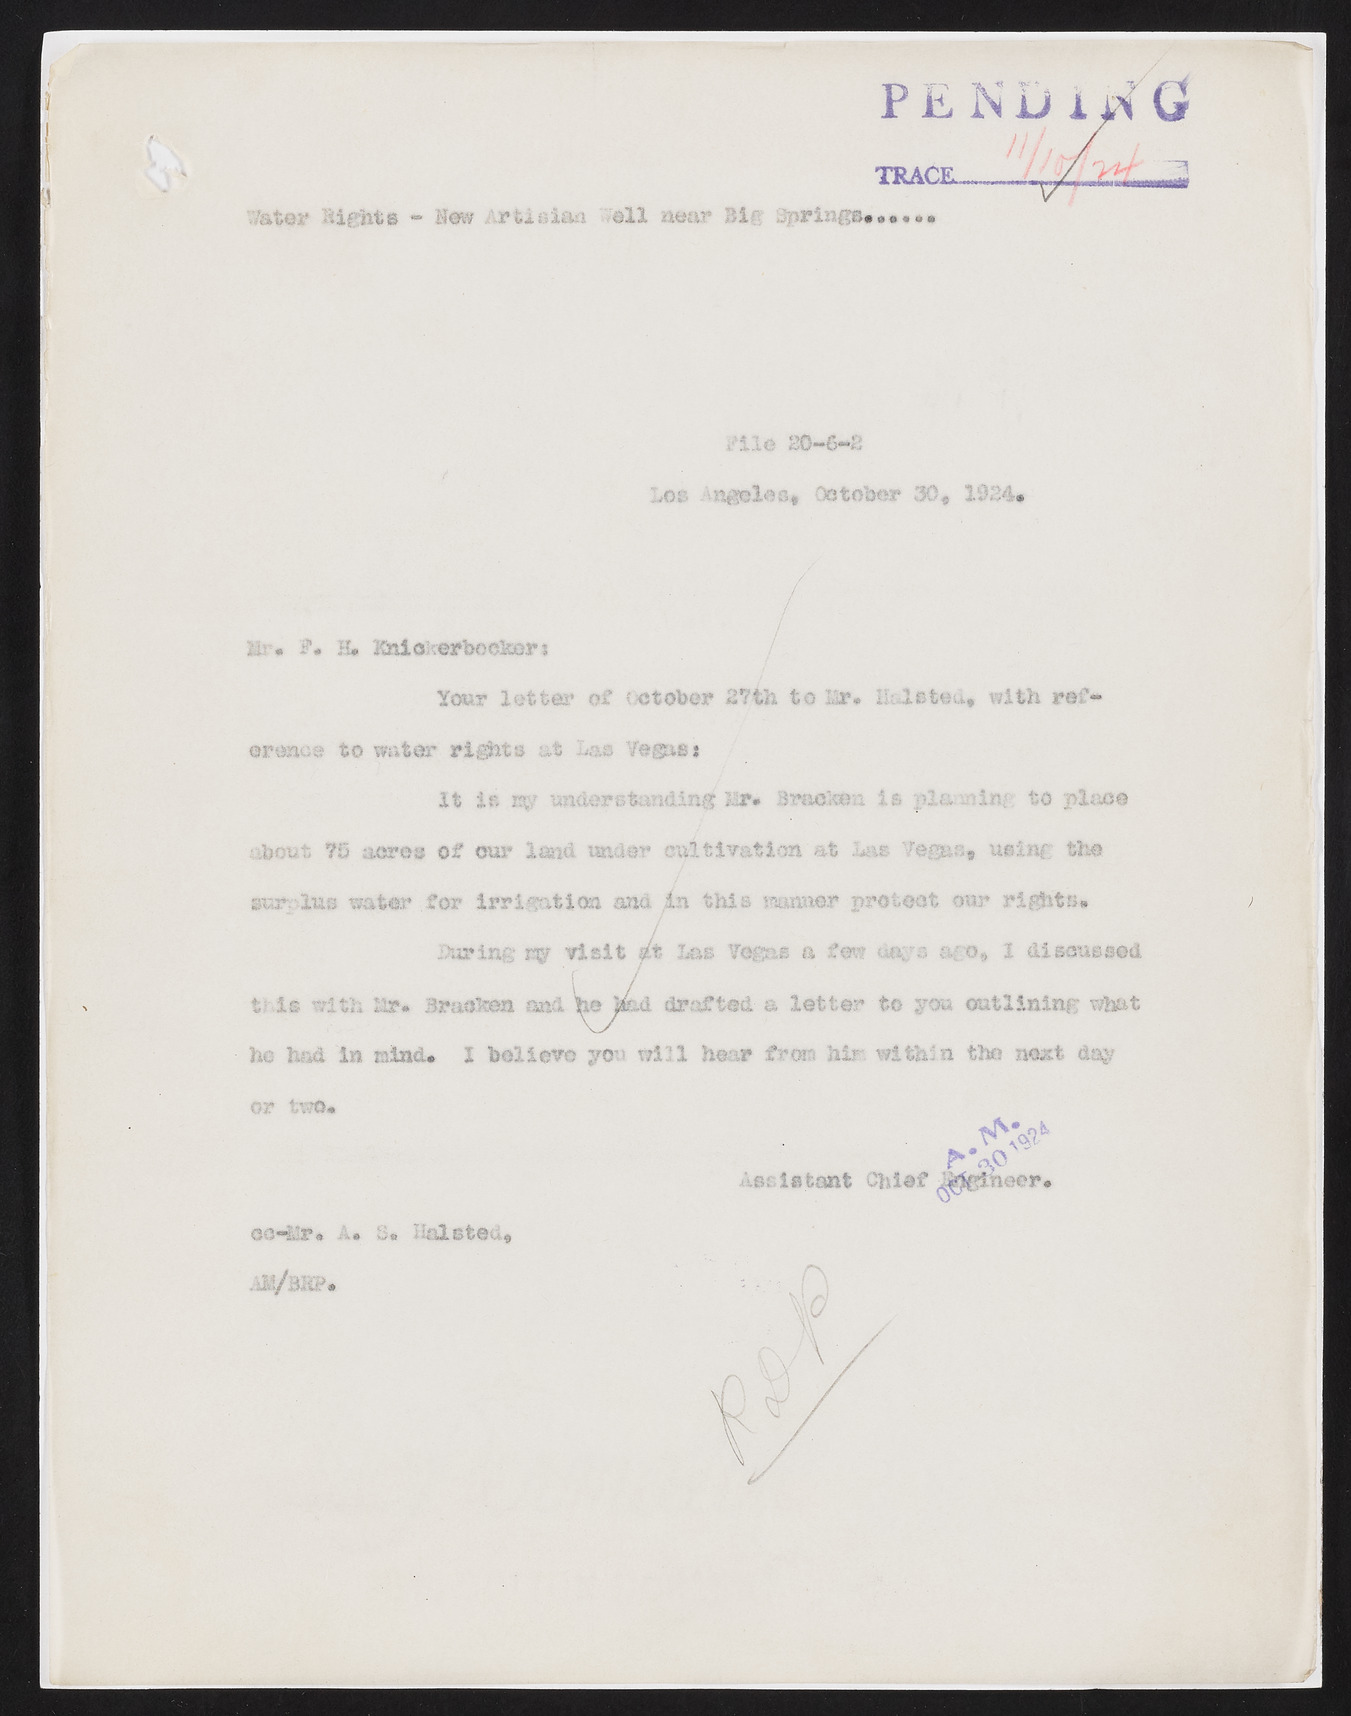 PENDING
TRACE 11/10/24
Water Rights - New Artisian Well near Big Springs......
File 20-6-2
Los Angeles, October 30, 1924.
Mr. F. H. Knickerbocker:
Your letter of October 27th to Mr. Halsted, with ref-
erence to water rights at Las Vegas:
It is my understanding Mr. Bracken is planning to place
about 75 acres of our land under cultivation at Las Vegas, using the
surplus water for irrigation and in this manner protect our rights.
During my visit at Las Vegas a few days ago, I discussed
this with Mr. Bracken and he had drafted a letter to you outlining what
he had in mind. I believe you will hear from him within the next day
or two.
A. M.
OCT 30 1924
Assistant Chief Engineer.
cc-Mr. A. S. Halsted,
AM/BRP.